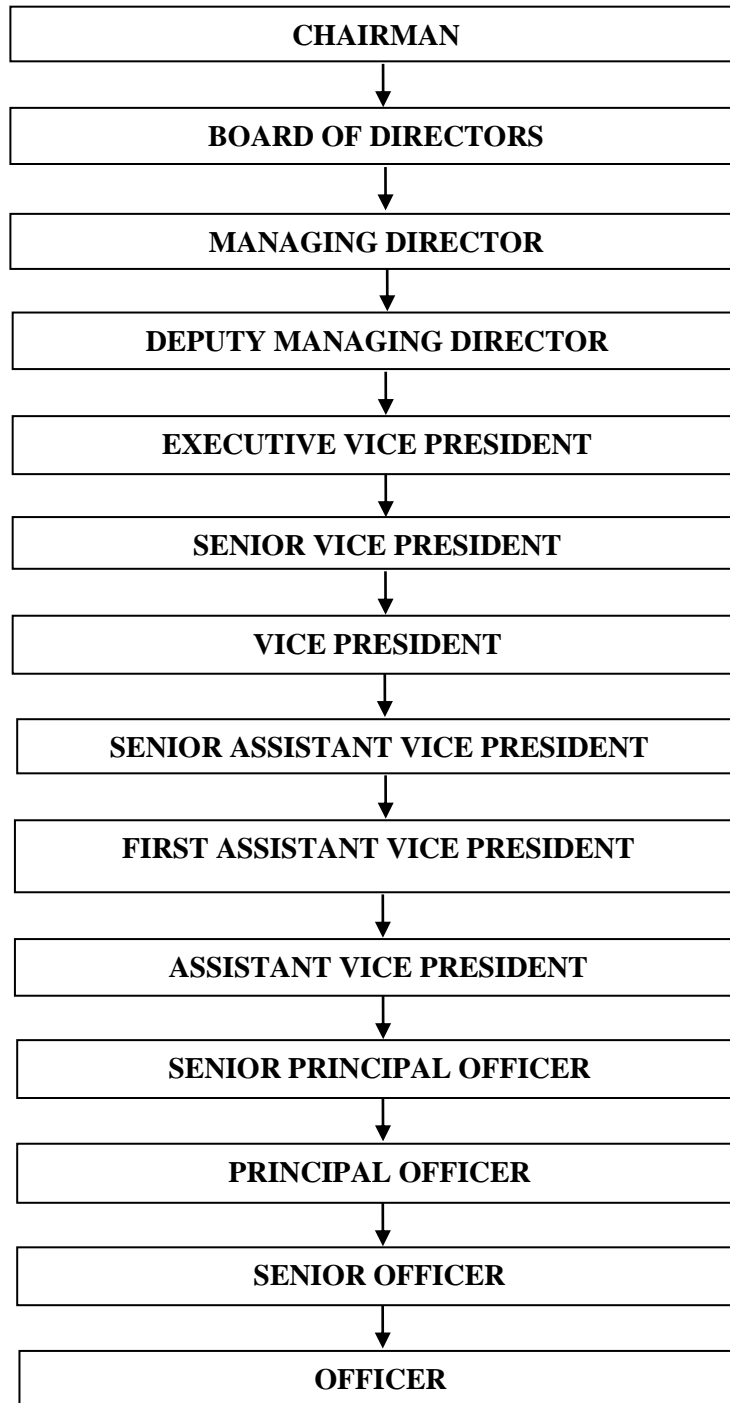 CHAIRMAN
BOARD OF DIRECTORS
MANAGING DIRECTOR
DEPUTY MANAGING DIRECTOR
EXECUTIVE VICE PRESIDENT
SENIOR VICE PRESIDENT
VICE PRESIDENT
SENIOR ASSISTANT VICE PRESIDENT
FIRST ASSISTANT VICE PRESIDENT
ASSISTANT VICE PRESIDENT
SENIOR PRINCIPAL OFFICER
PRINCIPAL OFFICER
SENIOR OFFICER
OFFICER